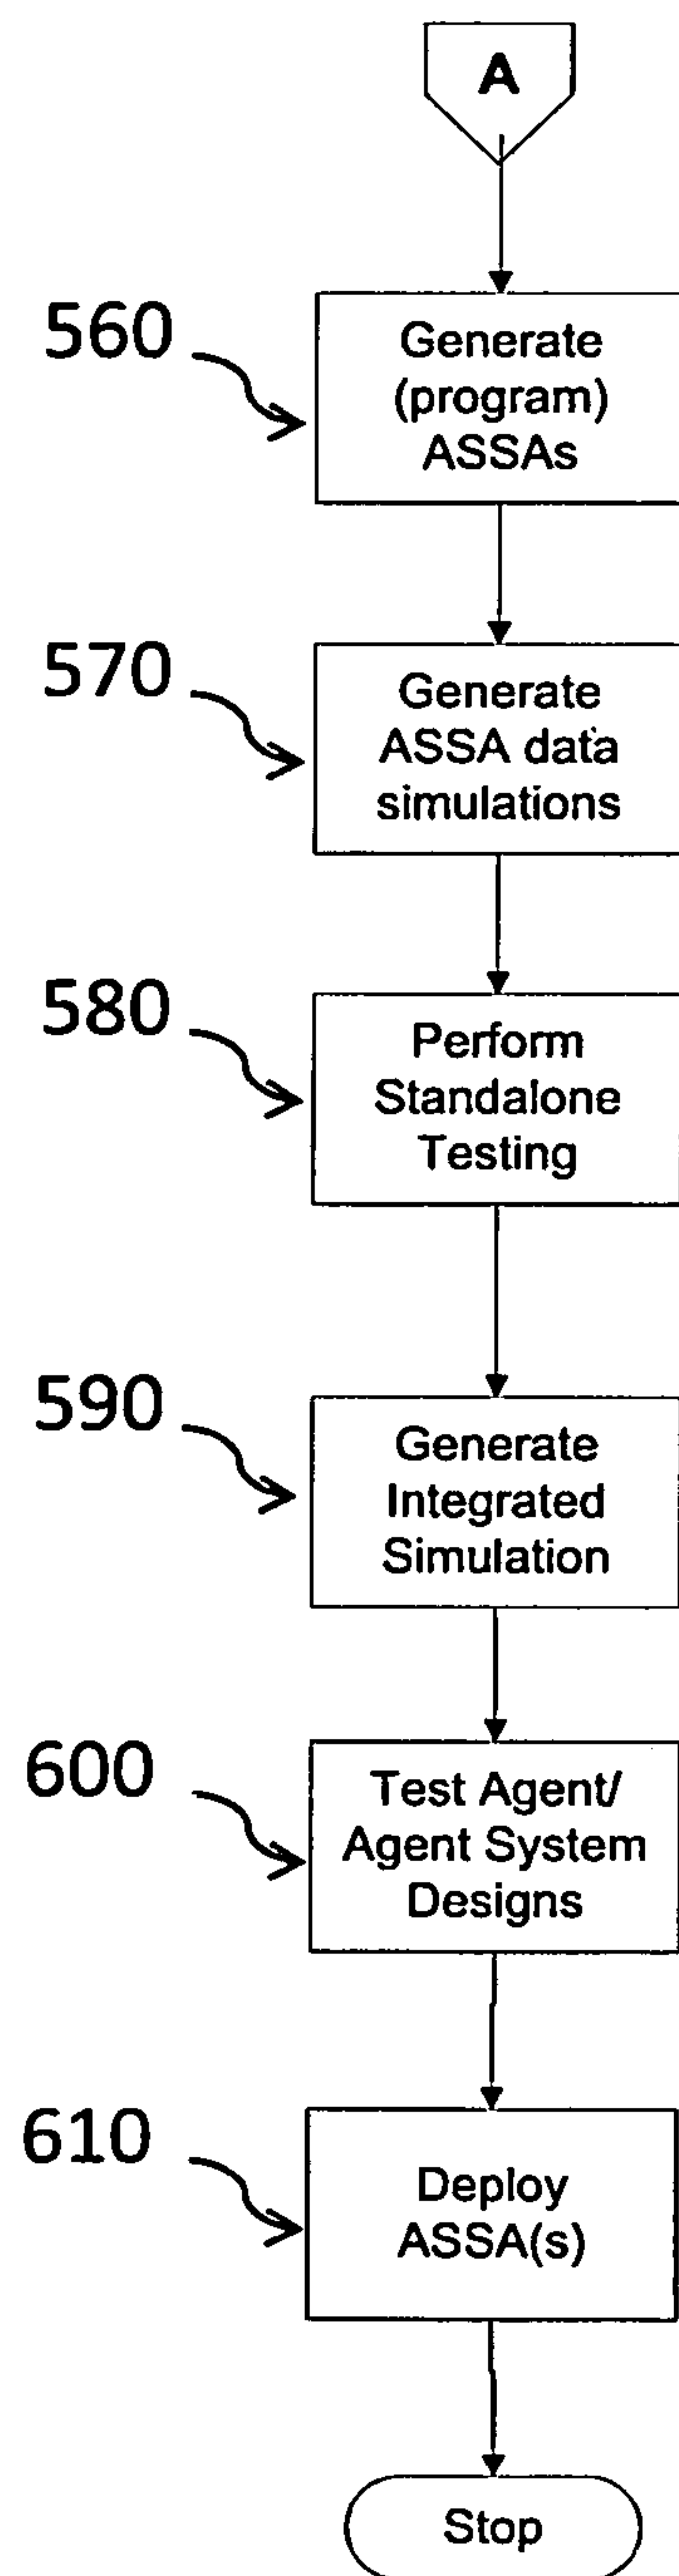 A
560
Generate
(program)
ASSAs
570
Generate
ASSA data
simulations
580
Perform
Standalone
Testing
590
Generate
Integrated
Simulation
600
Test Agent/
Agent System
Designs
610
Deploy
ASSA(s)
Stop